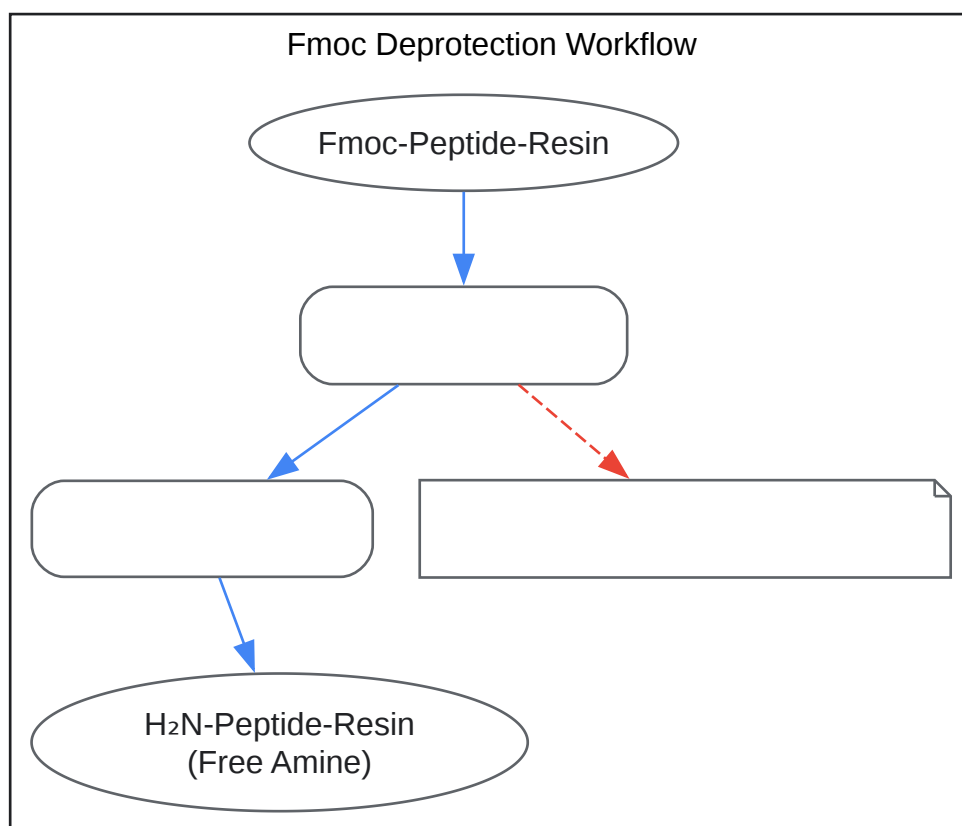 Fmoc Deprotection Workflow
Fmoc-Peptide-Resin
H₂N-Peptide-Resin
(Free Amine)